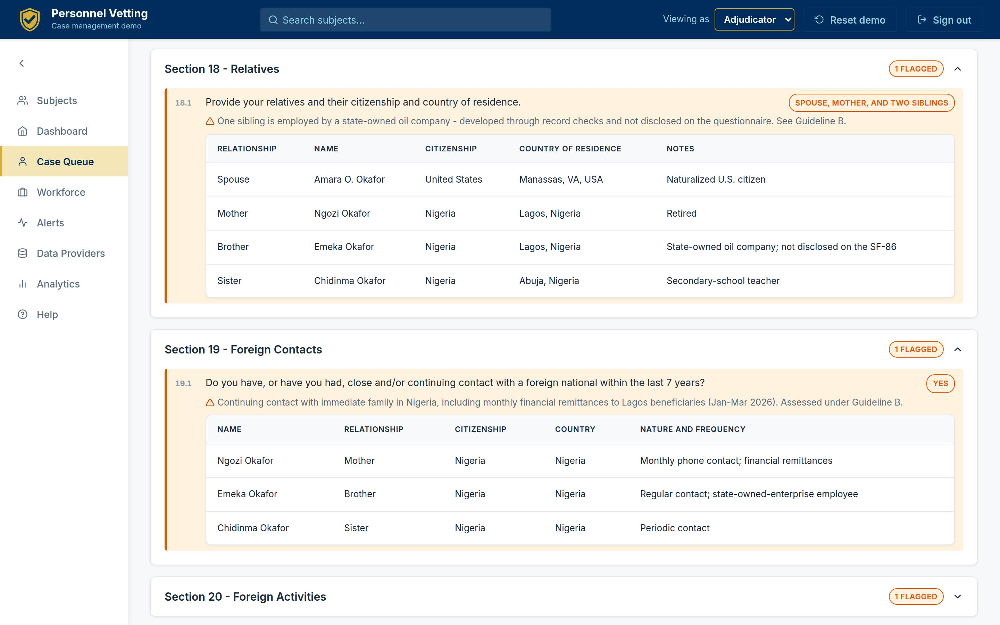 Personnel Vetting
Case management demo
Search subjects...
Viewing as
Adjudicator
Reset demo
Sign out
Subjects
Dashboard
Case Queue
Workforce
Alerts
Data Providers
Analytics
Help
Section 18 - Relatives
1 FLAGGED
18.1 Provide your relatives and their citizenship and country of residence. SPOUSE, MOTHER, AND TWO SIBLINGS
One sibling is employed by a state-owned oil company - developed through record checks and not disclosed on the questionnaire. See Guideline B.
RELATIONSHIP NAME CITIZENSHIP COUNTRY OF RESIDENCE NOTES
Spouse Amara O. Okafor United States Manassas, VA, USA Naturalized U.S. citizen
Mother Ngozi Okafor Nigeria Lagos, Nigeria Retired
Brother Emeka Okafor Nigeria Lagos, Nigeria State-owned oil company; not disclosed on the SF-86
Sister Chidinma Okafor Nigeria Abuja, Nigeria Secondary-school teacher
Section 19 - Foreign Contacts
1 FLAGGED
19.1 Do you have, or have you had, close and/or continuing contact with a foreign national within the last 7 years? YES
Continuing contact with immediate family in Nigeria, including monthly financial remittances to Lagos beneficiaries (Jan-Mar 2026). Assessed under Guideline B.
NAME RELATIONSHIP CITIZENSHIP COUNTRY NATURE AND FREQUENCY
Ngozi Okafor Mother Nigeria Nigeria Monthly phone contact; financial remittances
Emeka Okafor Brother Nigeria Nigeria Regular contact; state-owned-enterprise employee
Chidinma Okafor Sister Nigeria Nigeria Periodic contact
Section 20 - Foreign Activities
1 FLAGGED